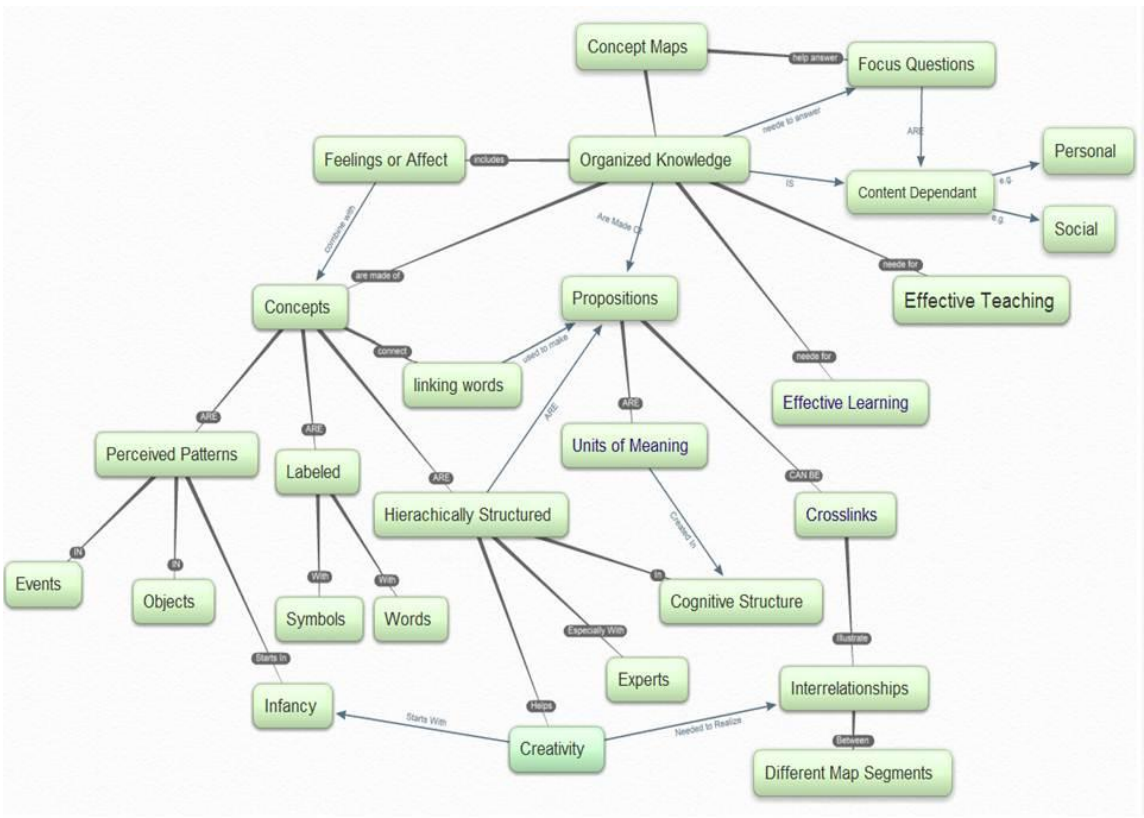 Concept Maps
help answer
Focus Questions
neede to answer
ARE
Feelings or Affect
includes
Organized Knowledge
IS
Content Dependant
e.g.
Personal
e.g.
Social
combine with
are made of
Are Made Of
neede for
Effective Teaching
Concepts
Propositions
connect
linking words
used to make
neede for
Effective Learning
ARE
ARE
ARE
ARE
ARE
CAN BE
Perceived Patterns
Labeled
Units of Meaning
Hierachically Structured
Crosslinks
Created In
IN
IN
With
With
In
Events
Objects
Symbols
Words
Cognitive Structure
Especially With
Illustrate
Starts In
Experts
Interrelationships
Infancy
Helps
Starts With
Needed to Realize
Creativity
Between
Different Map Segments